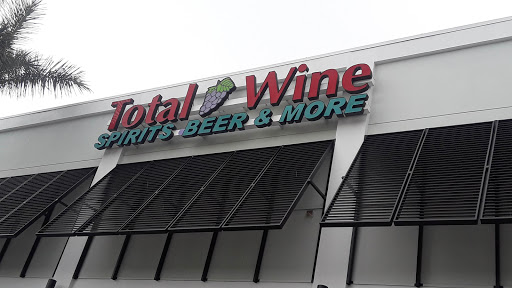 Total Wine
SPIRITS BEER & MORE